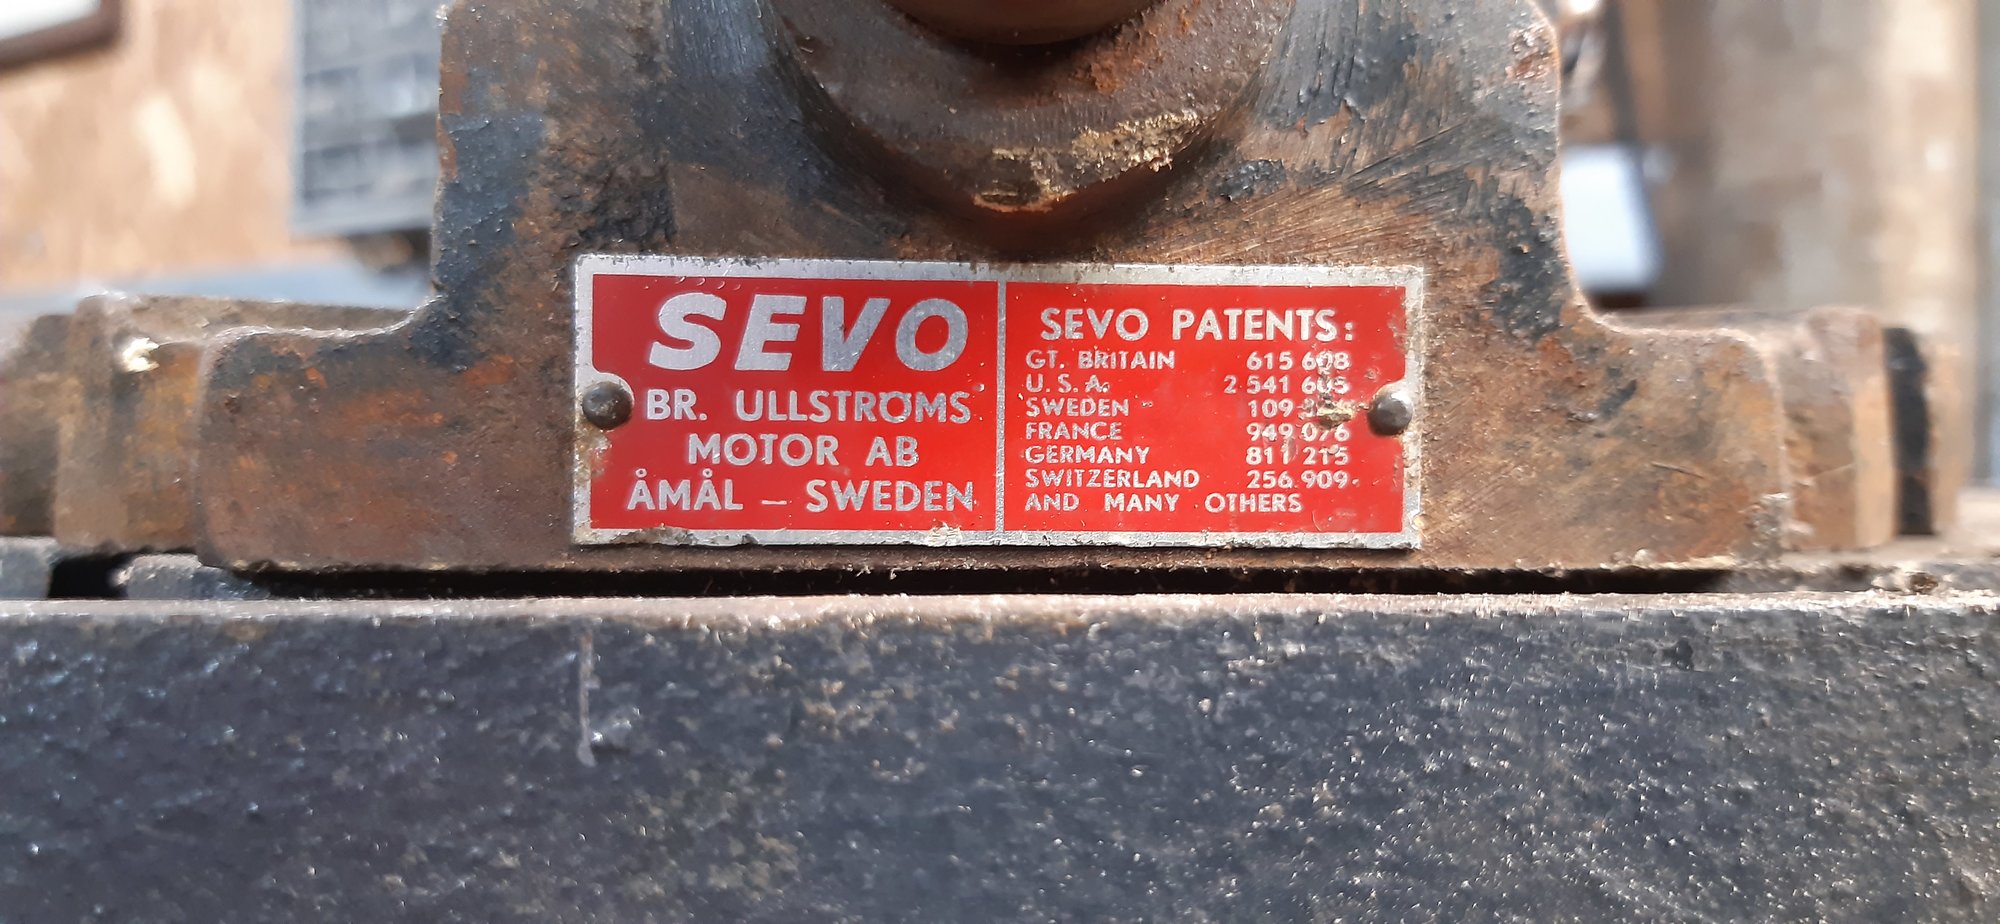 SEVO
BR. ULLSTRÖMS
MOTOR AB
ÅMÅL – SWEDEN
SEVO PATENTS:
GT. BRITAIN 615 608
U. S. A. 2 541 605
SWEDEN 109
FRANCE 949 076
GERMANY 811 215
SWITZERLAND 256 909
AND MANY OTHERS